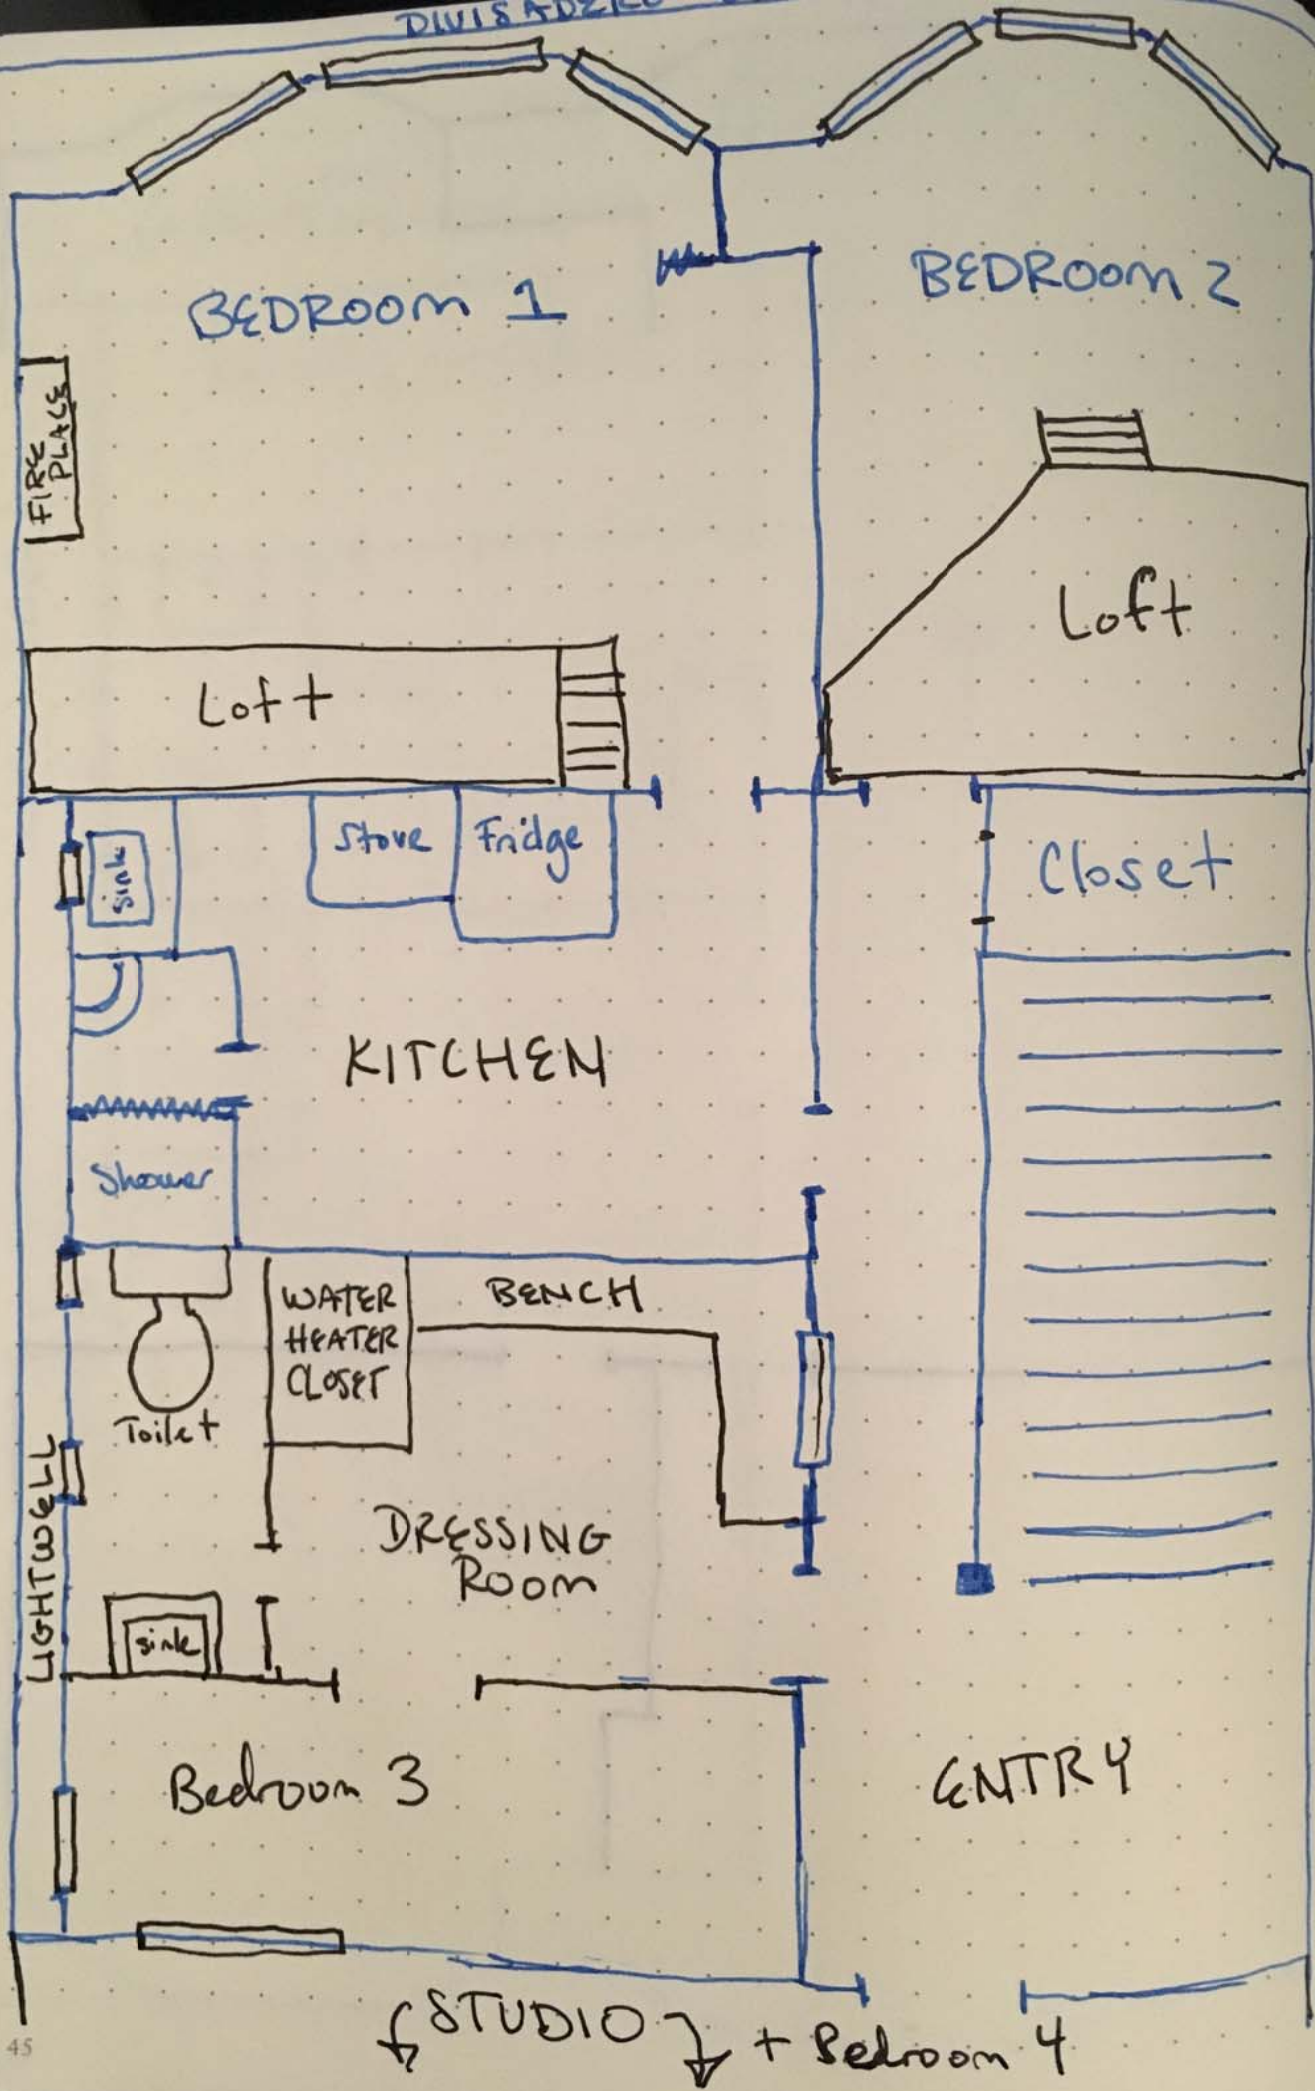 DIVISADERO
BEDROOM 1
BEDROOM 2
FIRE
PLACE
Loft
Loft
sink
Stove
Fridge
Closet
KITCHEN
Shower
WATER
HEATER
CLOSET
BENCH
Toilet
LIGHTWELL
DRESSING
ROOM
sink
Bedroom 3
ENTRY
STUDIO
+ Bedroom 4
45